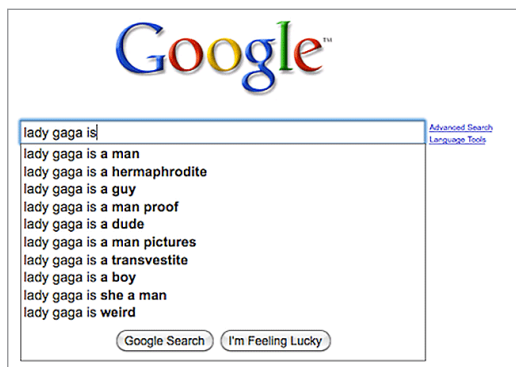 Google™
lady gaga is
Advanced Search
Language Tools
lady gaga is a man
lady gaga is a hermaphrodite
lady gaga is a guy
lady gaga is a man proof
lady gaga is a dude
lady gaga is a man pictures
lady gaga is a transvestite
lady gaga is a boy
lady gaga is she a man
lady gaga is weird
Google Search I'm Feeling Lucky